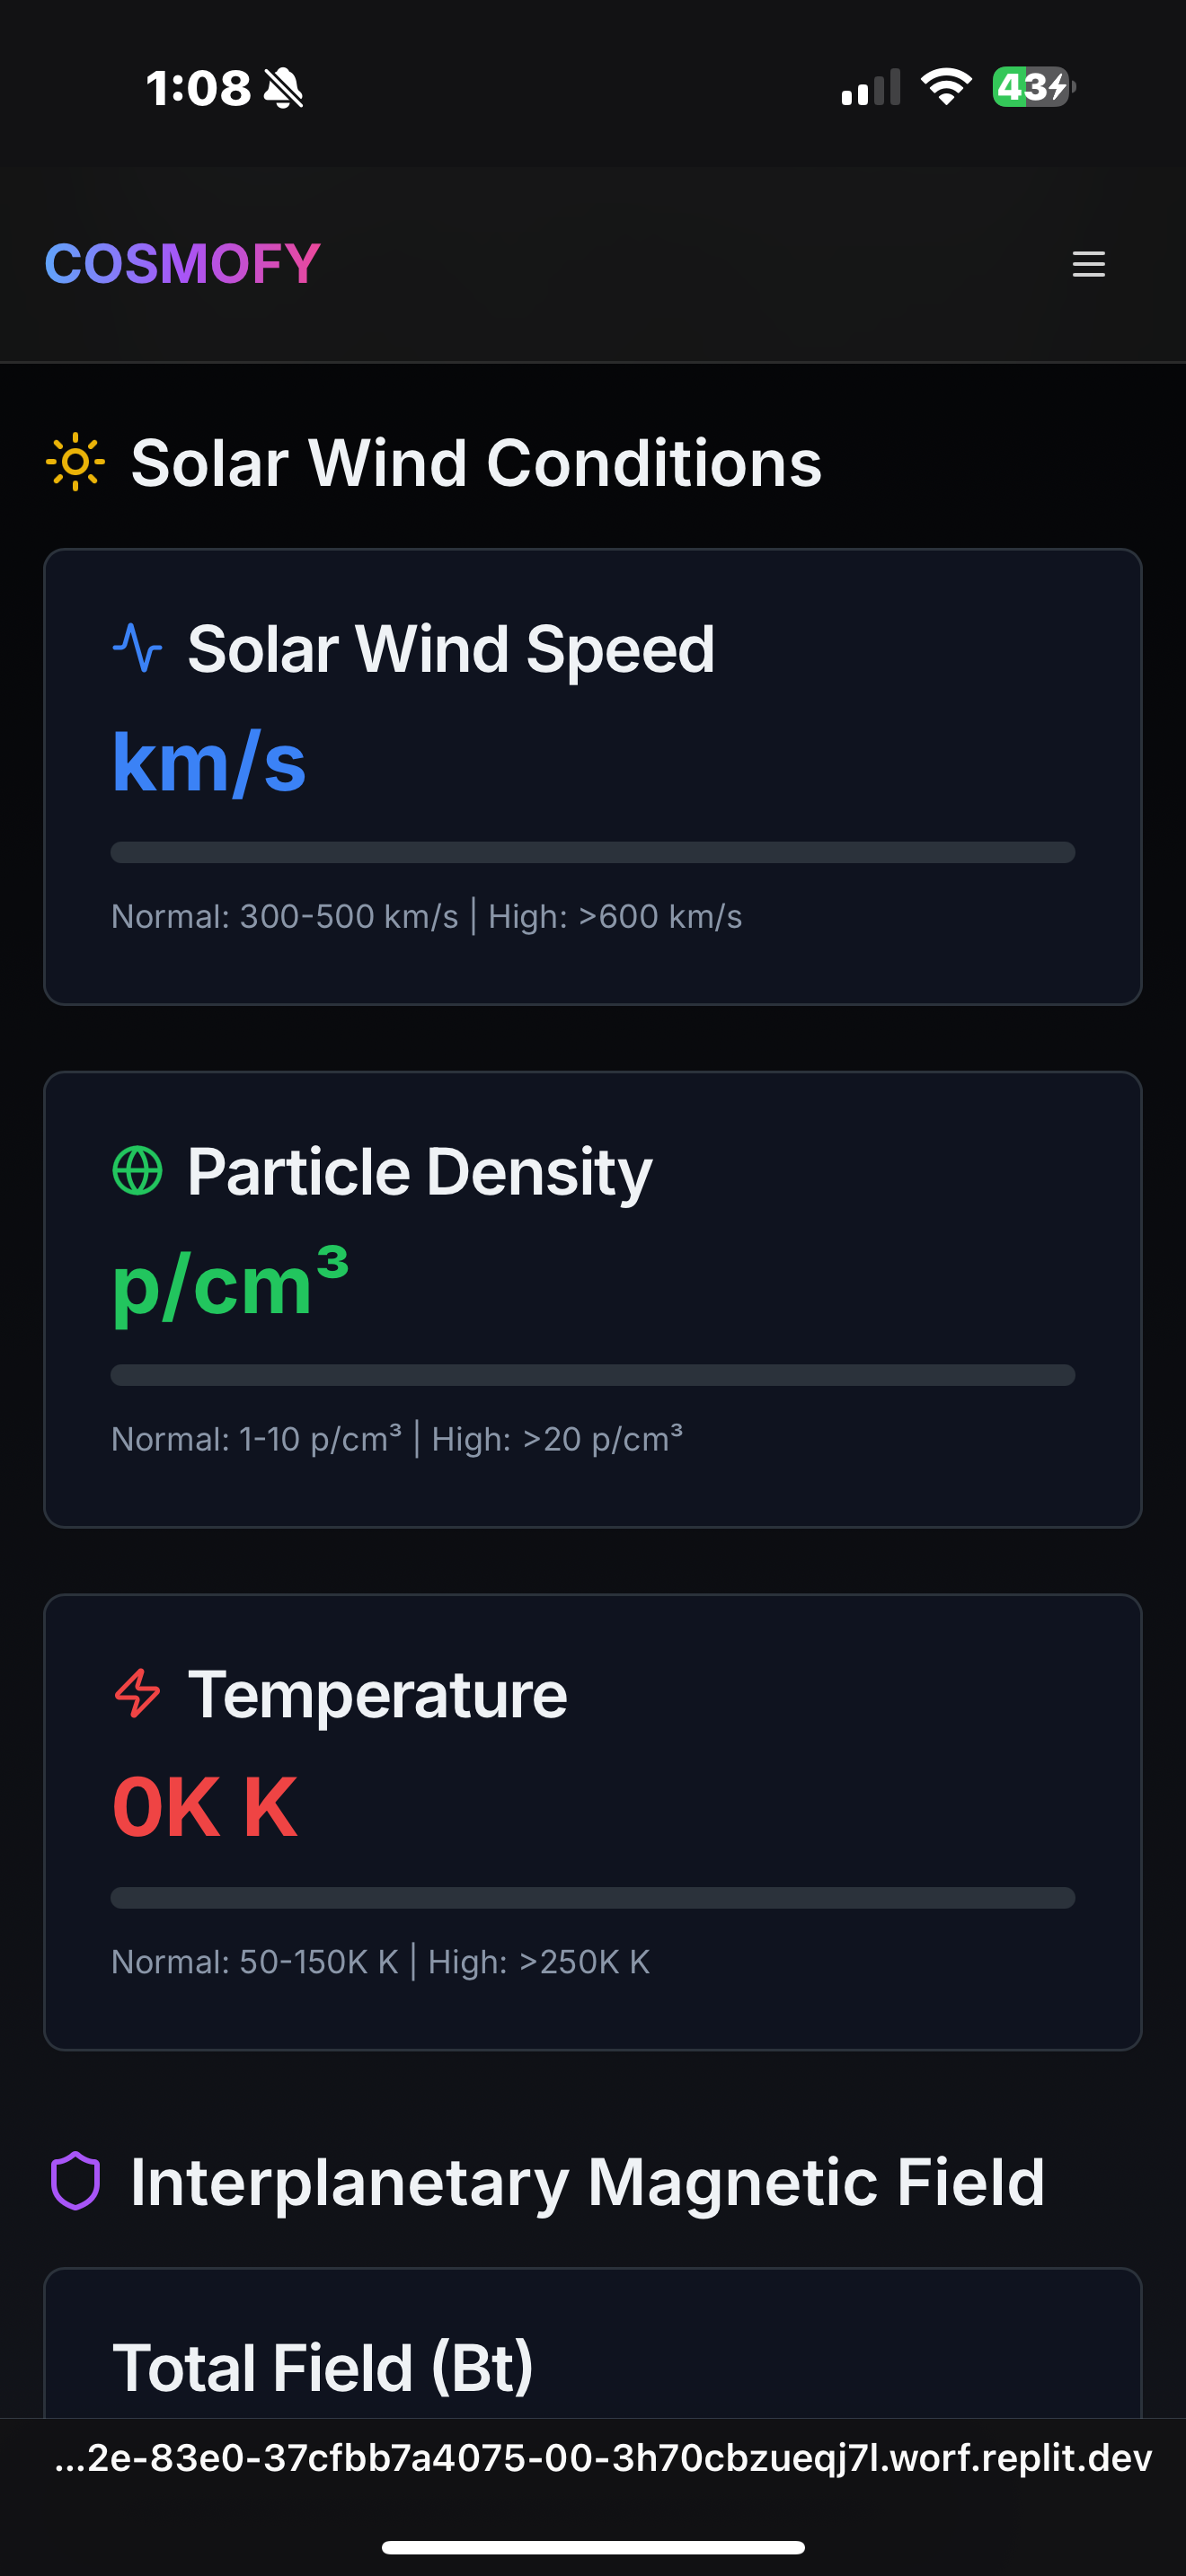 1:08
43
COSMOFY
Solar Wind Conditions
Solar Wind Speed
km/s
Normal: 300-500 km/s | High: >600 km/s
Particle Density
p/cm³
Normal: 1-10 p/cm³ | High: >20 p/cm³
Temperature
0K K
Normal: 50-150K K | High: >250K K
Interplanetary Magnetic Field
Total Field (Bt)
...2e-83e0-37cfbb7a4075-00-3h70cbzueqj7l.worf.replit.dev